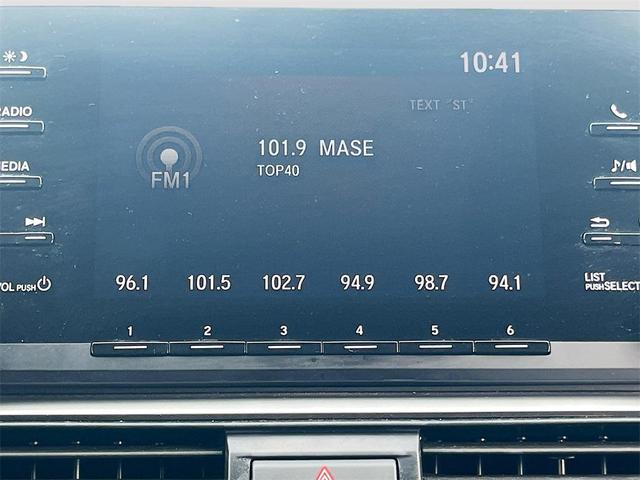 10:41
RADIO
TEXT ST
101.9 MASE
TOP40
MEDIA
FM1
96.1 101.5 102.7 94.9 98.7 94.1
VOL PUSH
LIST
PUSH SELECT
1 2 3 4 5 6